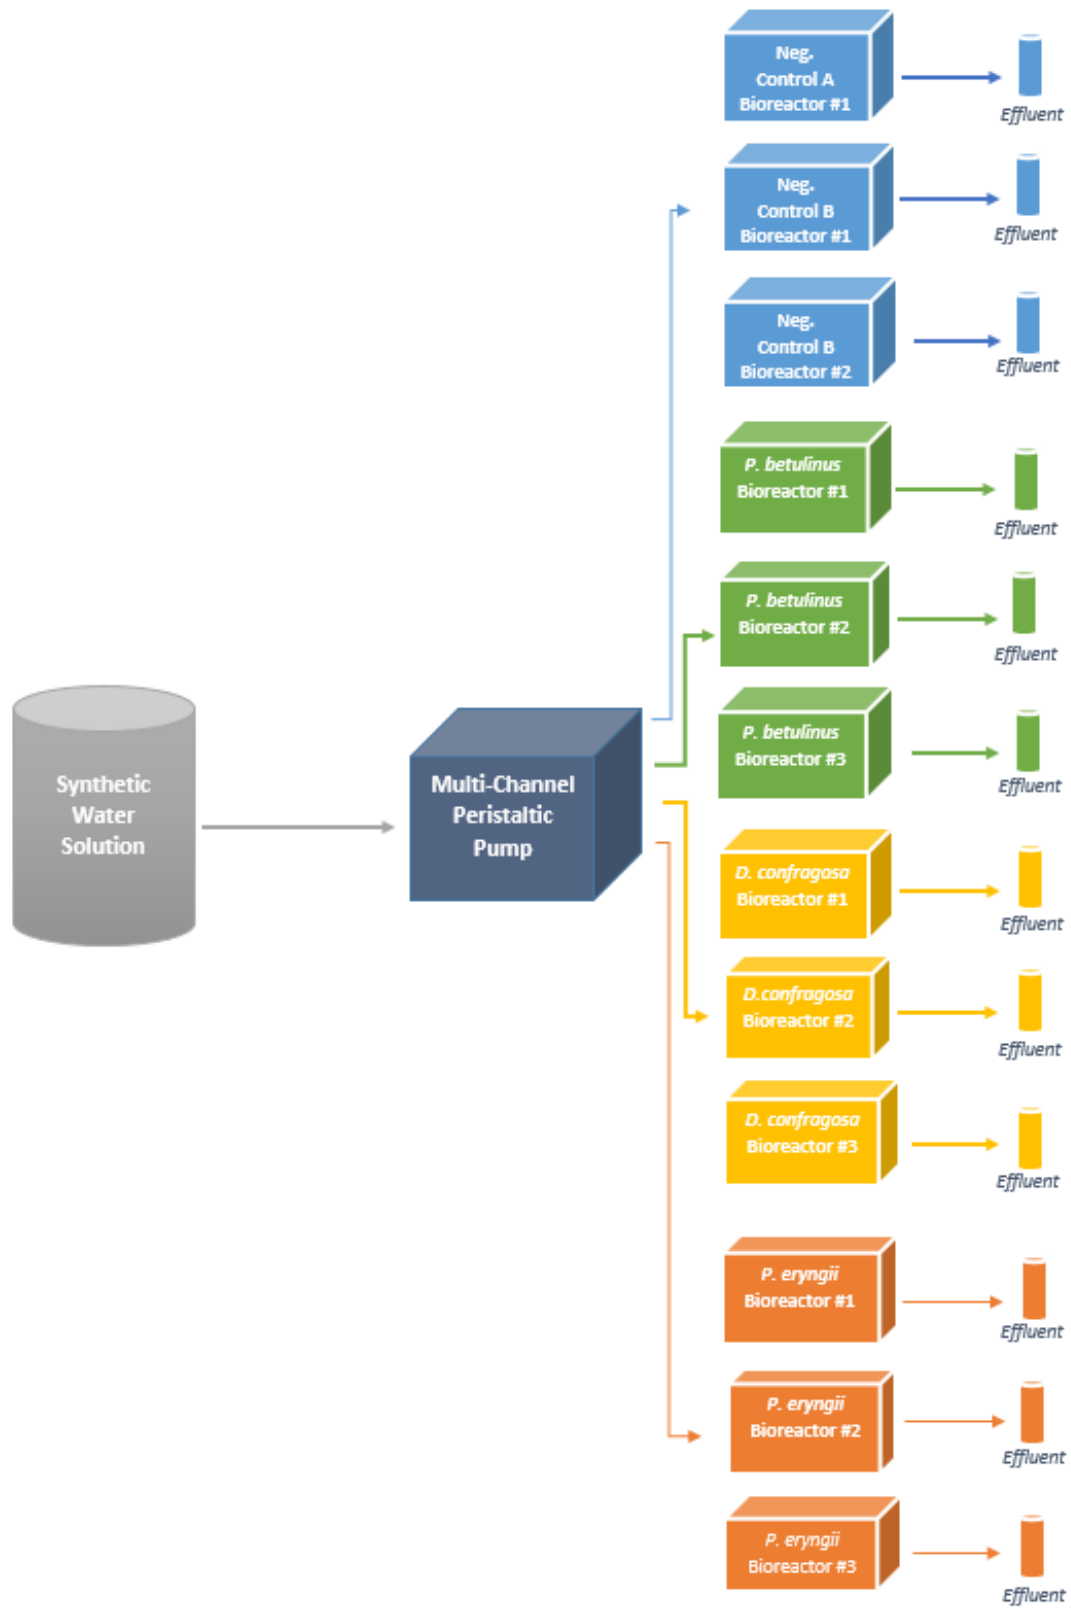 Neg.
Control A
Bioreactor #1
Effluent
Neg.
Control B
Bioreactor #1
Effluent
Neg.
Control B
Bioreactor #2
Effluent
P. betulinus
Bioreactor #1
Effluent
P. betulinus
Bioreactor #2
Effluent
P. betulinus
Bioreactor #3
Effluent
Synthetic
Water
Solution
Multi-Channel
Peristaltic
Pump
D. confragosa
Bioreactor #1
Effluent
D.confragosa
Bioreactor #2
Effluent
D. confragosa
Bioreactor #3
Effluent
P. eryngii
Bioreactor #1
Effluent
P. eryngii
Bioreactor #2
Effluent
P. eryngii
Bioreactor #3
Effluent